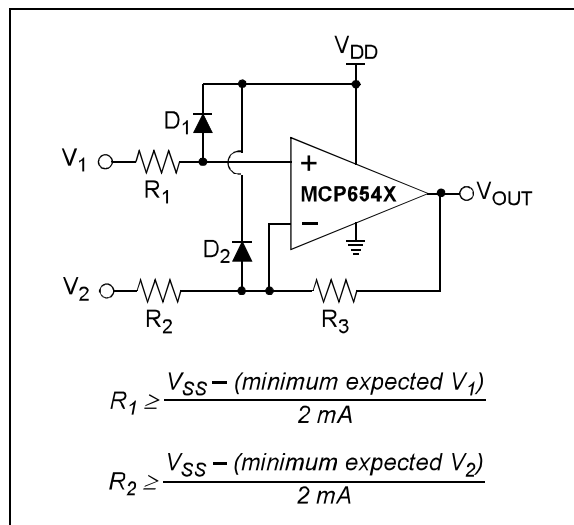 V_DD
D_1
V_1
R_1
+
MCP654X
−
V_OUT
D_2
V_2
R_2
R_3
R_1 ≥ V_SS − (minimum expected V_1) / 2 mA
R_2 ≥ V_SS − (minimum expected V_2) / 2 mA